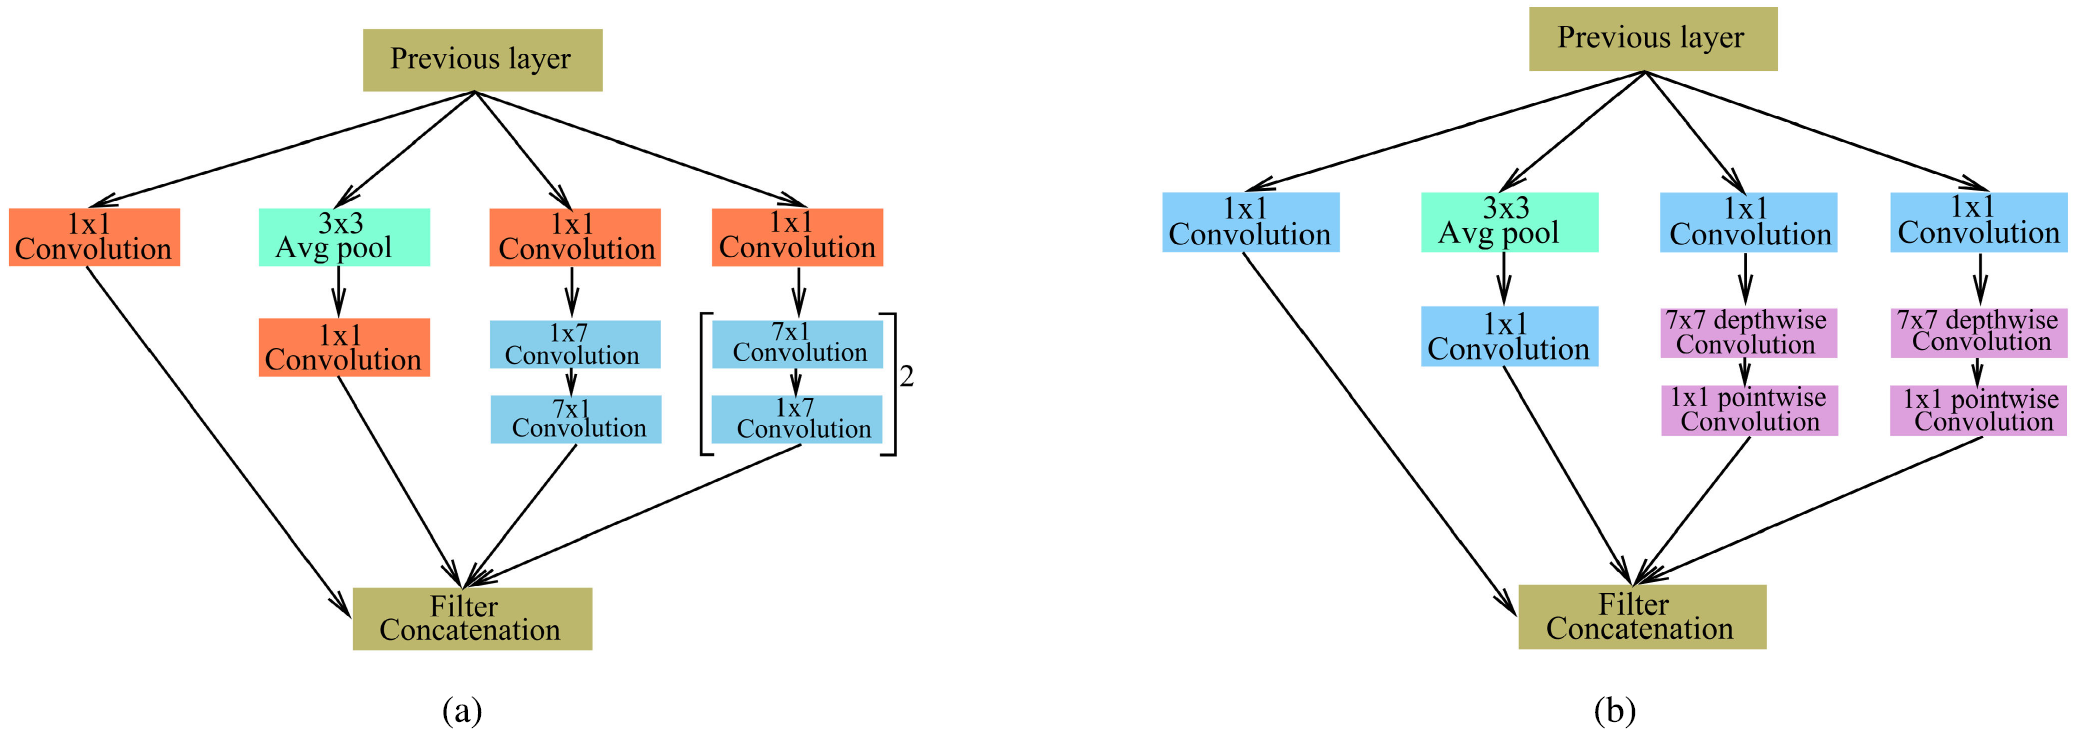 Previous layer
1x1
Convolution
3x3
Avg pool
1x1
Convolution
1x1
Convolution
1x1
Convolution
1x7
Convolution
7x1
Convolution
7x1
Convolution
1x7
Convolution
2
Filter
Concatenation
(a)
Previous layer
1x1
Convolution
3x3
Avg pool
1x1
Convolution
1x1
Convolution
1x1
Convolution
7x7 depthwise
Convolution
1x1 pointwise
Convolution
7x7 depthwise
Convolution
1x1 pointwise
Convolution
Filter
Concatenation
(b)